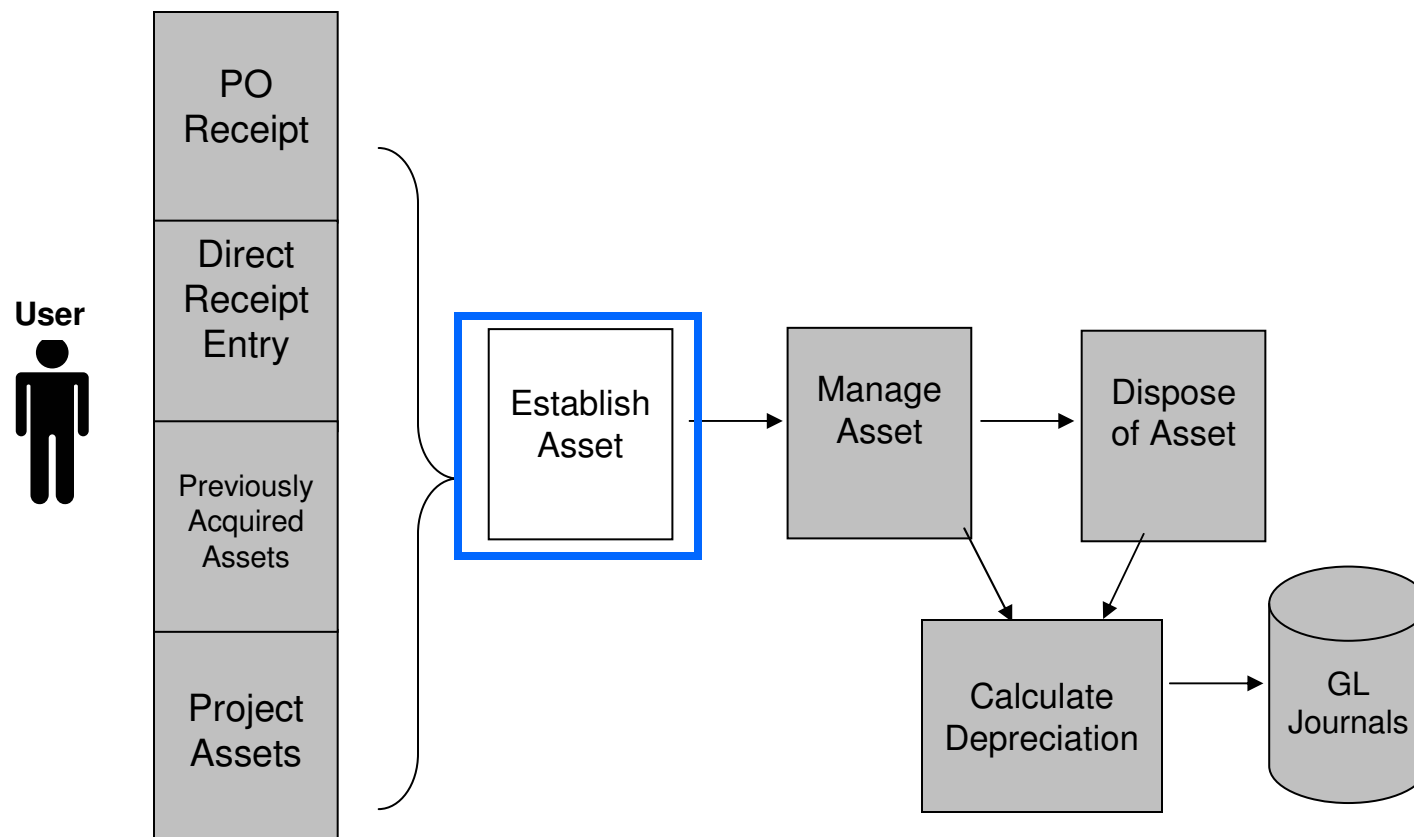 User
PO
Receipt
Direct
Receipt
Entry
Previously
Acquired
Assets
Project
Assets
Establish
Asset
Manage
Asset
Dispose
of Asset
Calculate
Depreciation
GL
Journals